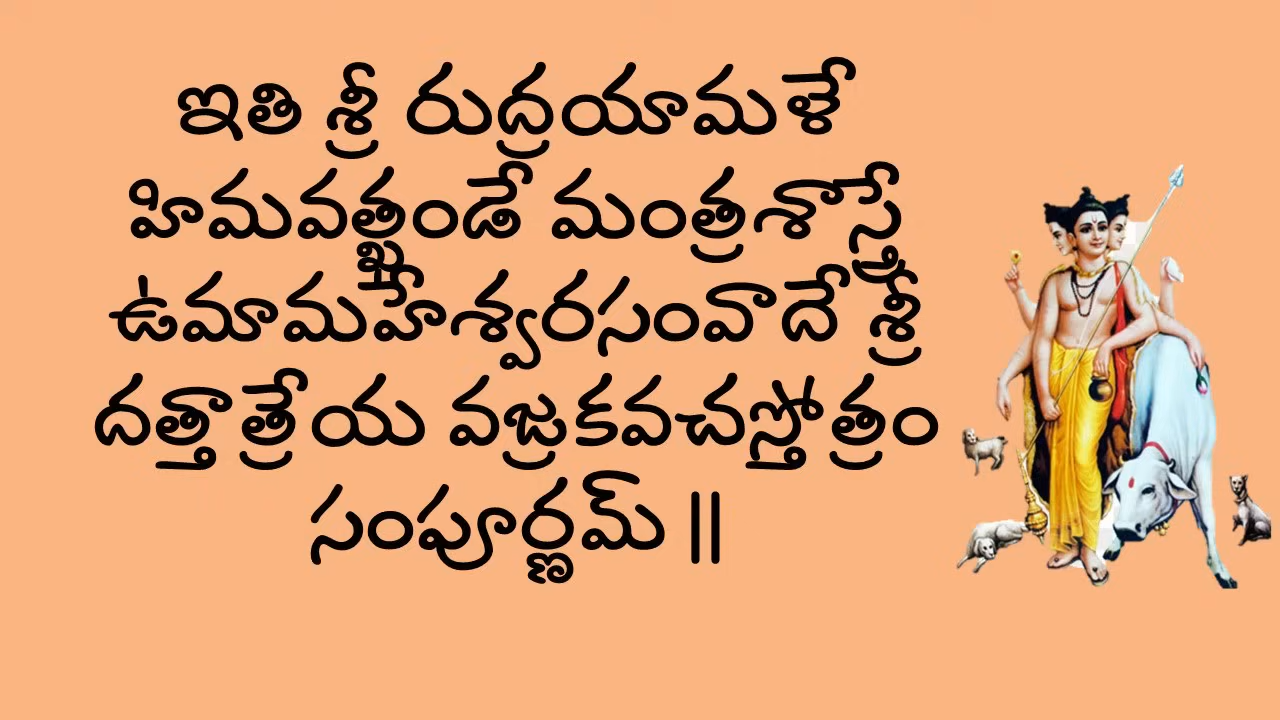 ఇతి శ్రీ రుద్రయామళే
హిమవత్ఖండే మంత్రశాస్త్రే
ఉమామహేశ్వరసంవాదే శ్రీ
దత్తాత్రేయ వజ్రకవచస్తోత్రం
సంపూర్ణమ్ ||